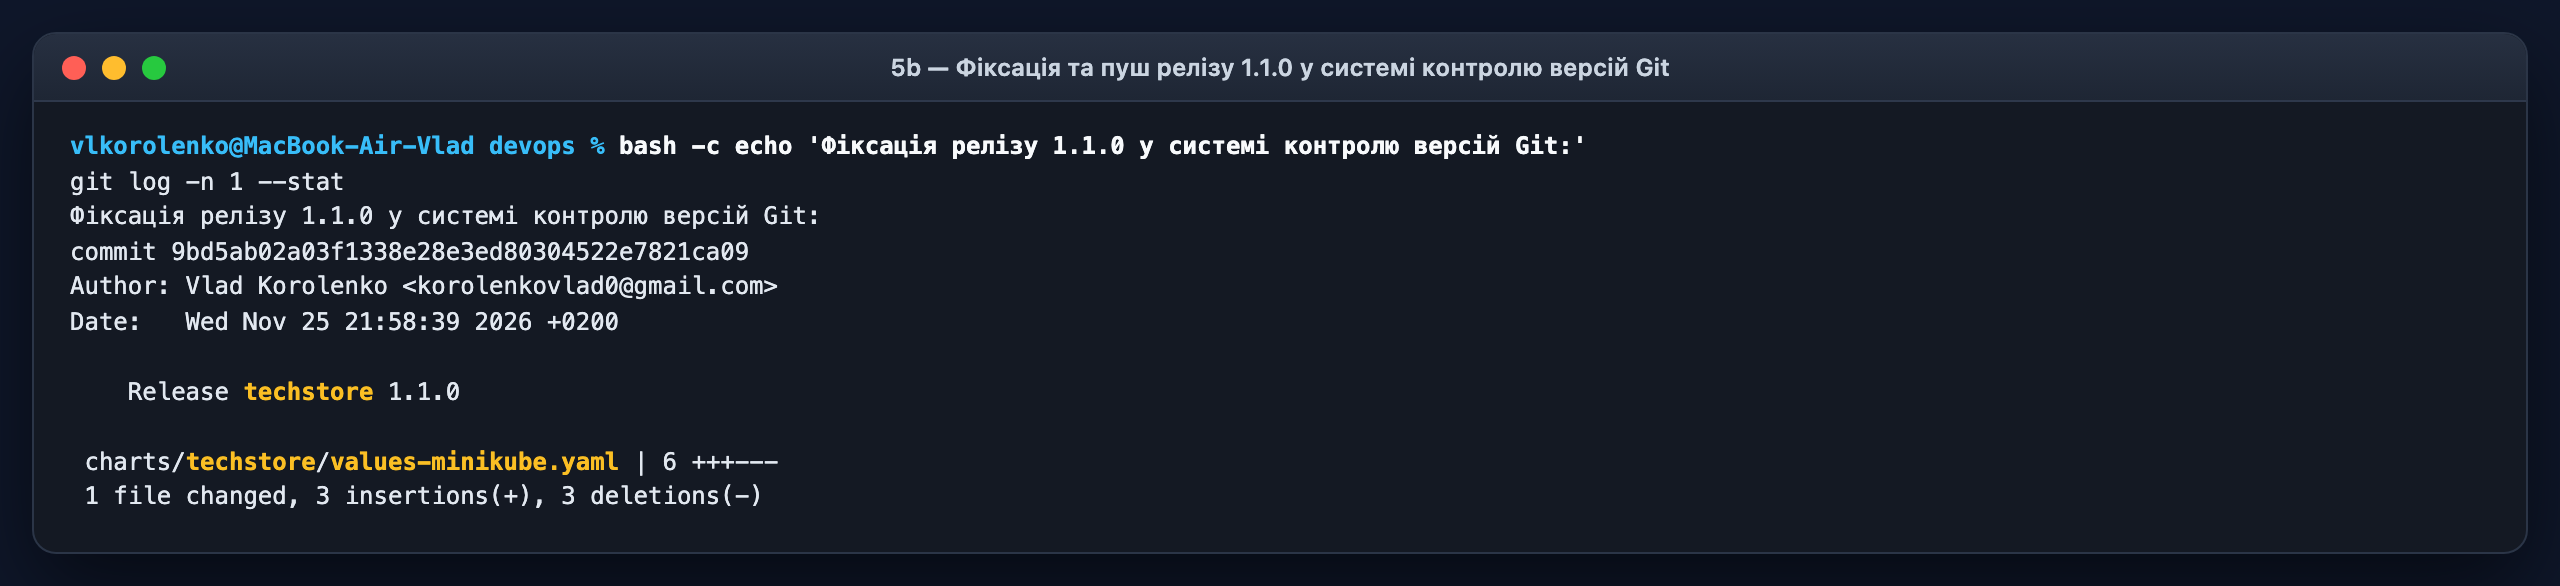 5b — Фіксація та пуш релізу 1.1.0 у системі контролю версій Git
vlkorolenko@MacBook-Air-Vlad devops % bash -c echo 'Фіксація релізу 1.1.0 у системі контролю версій Git:'
git log -n 1 --stat
Фіксація релізу 1.1.0 у системі контролю версій Git:
commit 9bd5ab02a03f1338e28e3ed80304522e7821ca09
Author: Vlad Korolenko <korolenkovlad0@gmail.com>
Date:   Wed Nov 25 21:58:39 2026 +0200
    Release techstore 1.1.0
 charts/techstore/values-minikube.yaml | 6 +++---
 1 file changed, 3 insertions(+), 3 deletions(-)